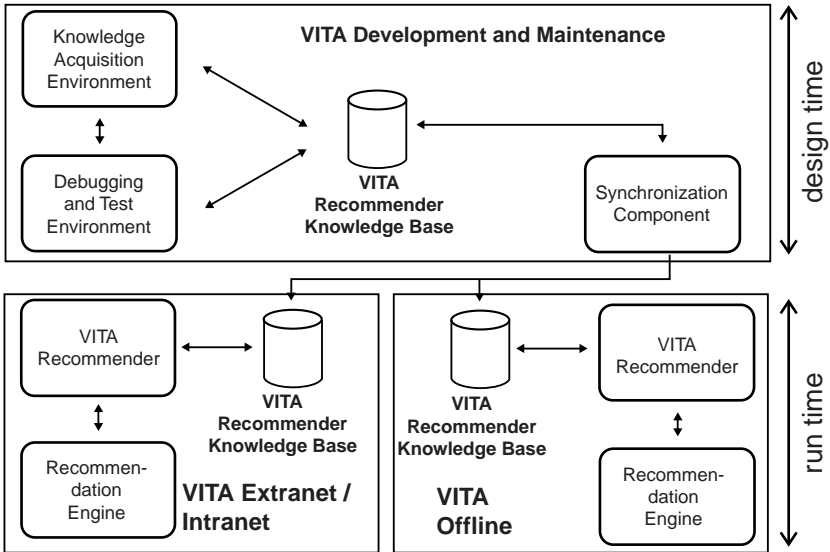 VITA Development and Maintenance
Knowledge
Acquisition
Environment
Debugging
and Test
Environment
VITA
Recommender
Knowledge Base
Synchronization
Component
design time
VITA
Recommender
VITA
Recommender
Knowledge Base
Recommen-
dation
Engine
VITA Extranet /
Intranet
VITA
Recommender
Knowledge Base
VITA
Recommender
Recommen-
dation
Engine
VITA
Offline
run time